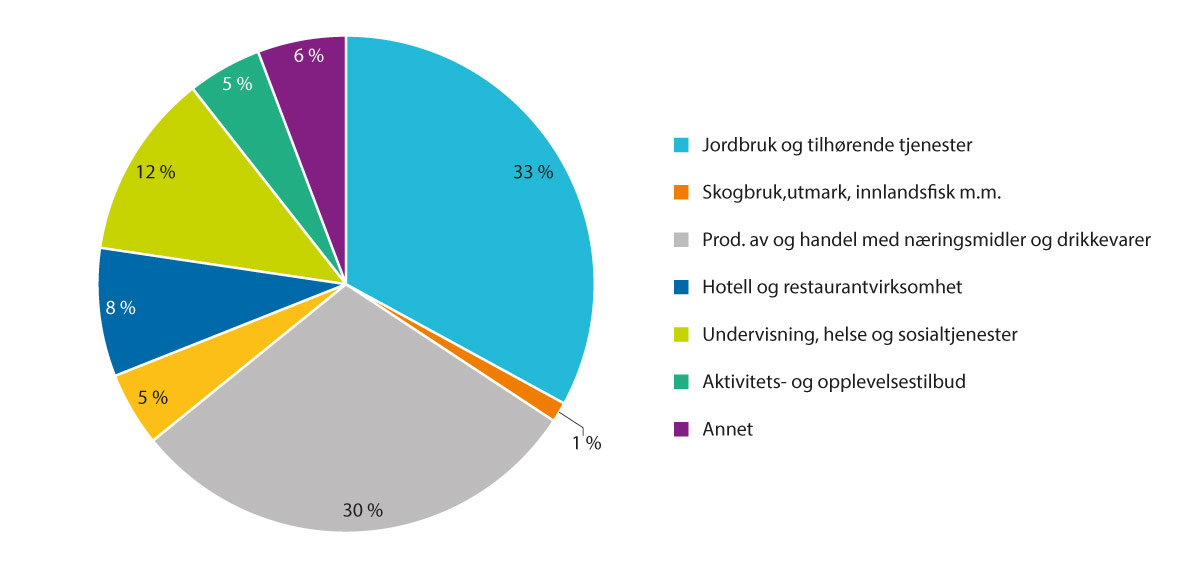 6 %
5 %
33 %
12 %
8 %
5 %
1 %
30 %
Jordbruk og tilhørende tjenester
Skogbruk,utmark, innlandsfisk m.m.
Prod. av og handel med næringsmidler og drikkevarer
Hotell og restaurantvirksomhet
Undervisning, helse og sosialtjenester
Aktivitets- og opplevelsestilbud
Annet